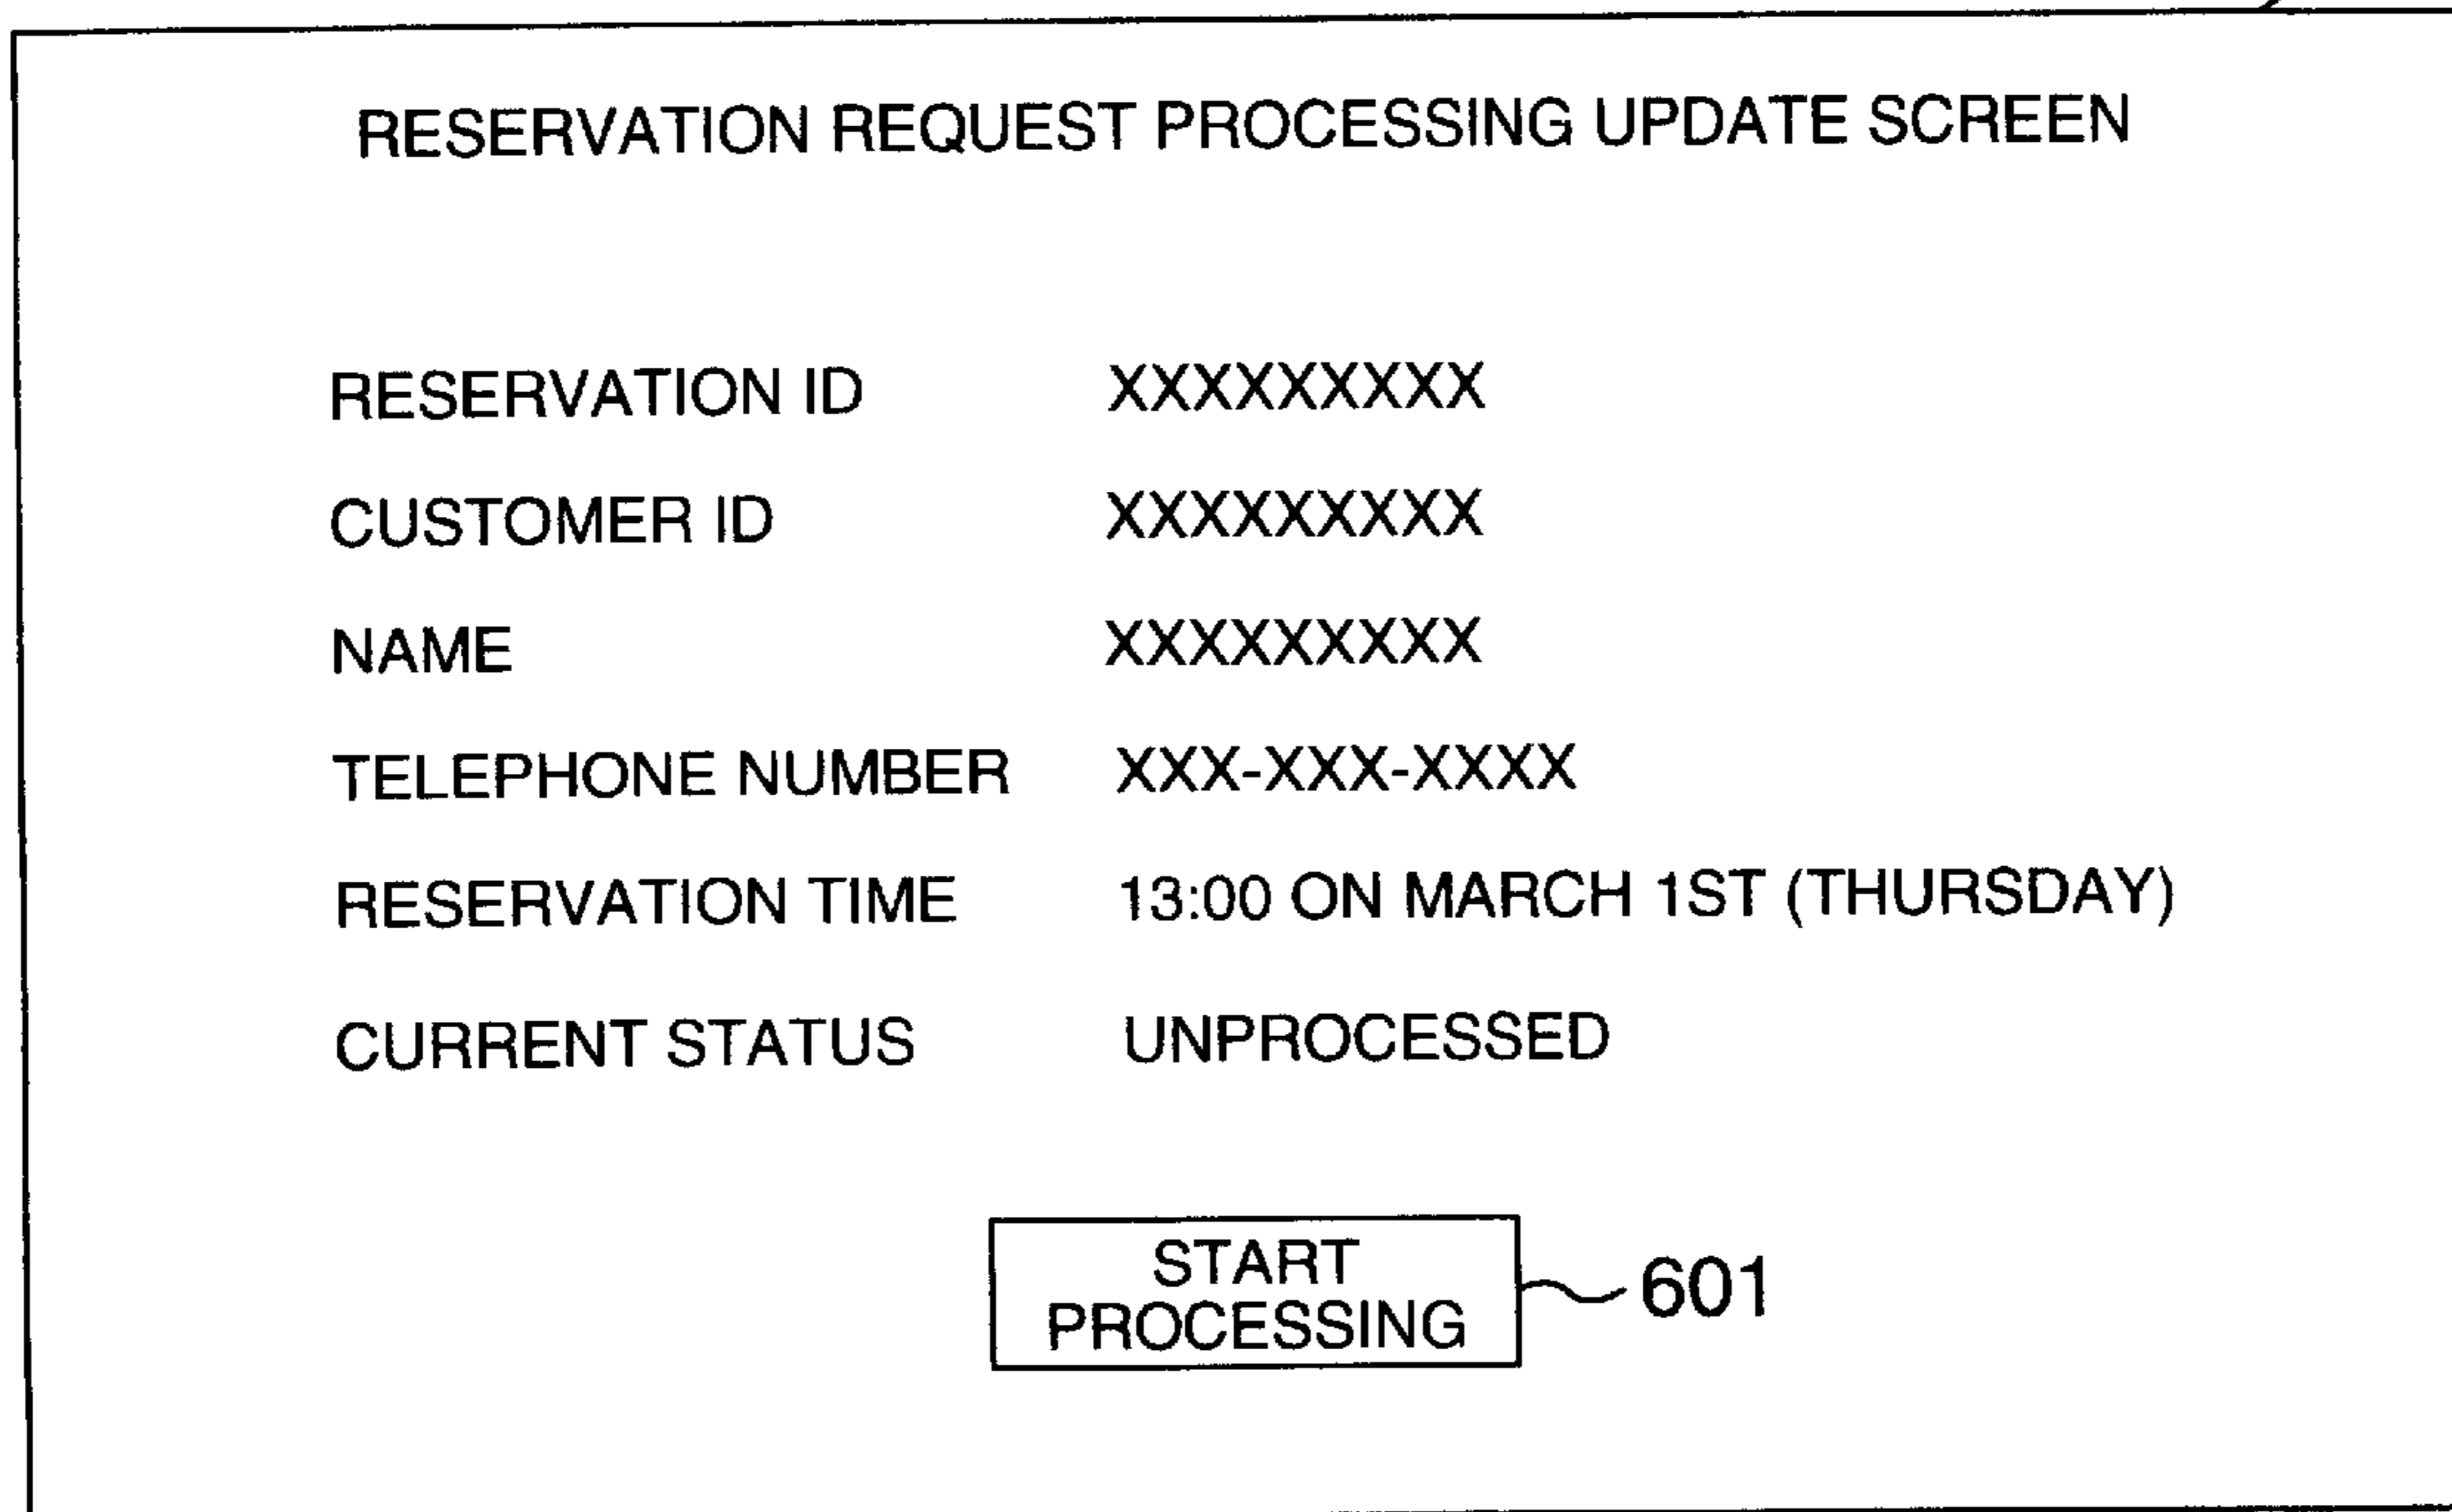 RESERVATION REQUEST PROCESSING UPDATE SCREEN
RESERVATION ID XXXXXXXXX
CUSTOMER ID XXXXXXXXX
NAME XXXXXXXXX
TELEPHONE NUMBER XXX-XXX-XXXX
RESERVATION TIME 13:00 ON MARCH 1ST (THURSDAY)
CURRENT STATUS UNPROCESSED
START
PROCESSING 601